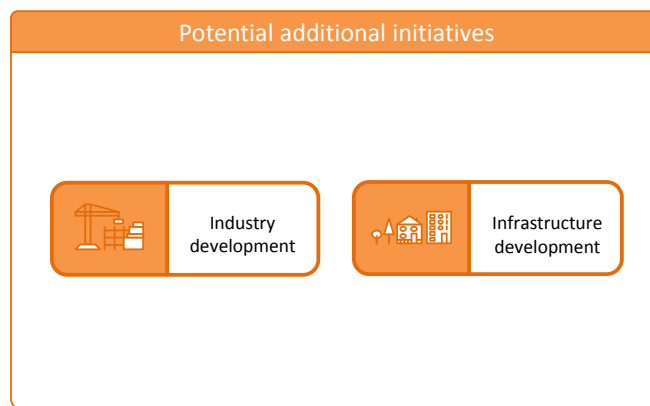 Potential additional initiatives
Industry
development
Infrastructure
development